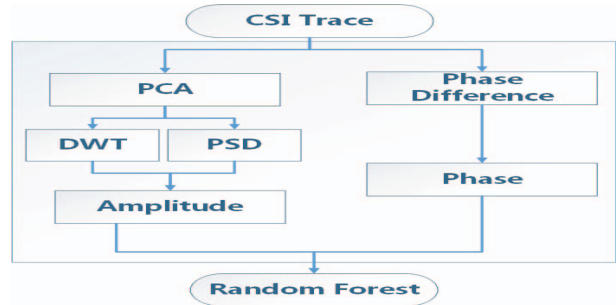 CSI Trace
PCA
Phase
Difference
DWT
PSD
Phase
Amplitude
Random Forest